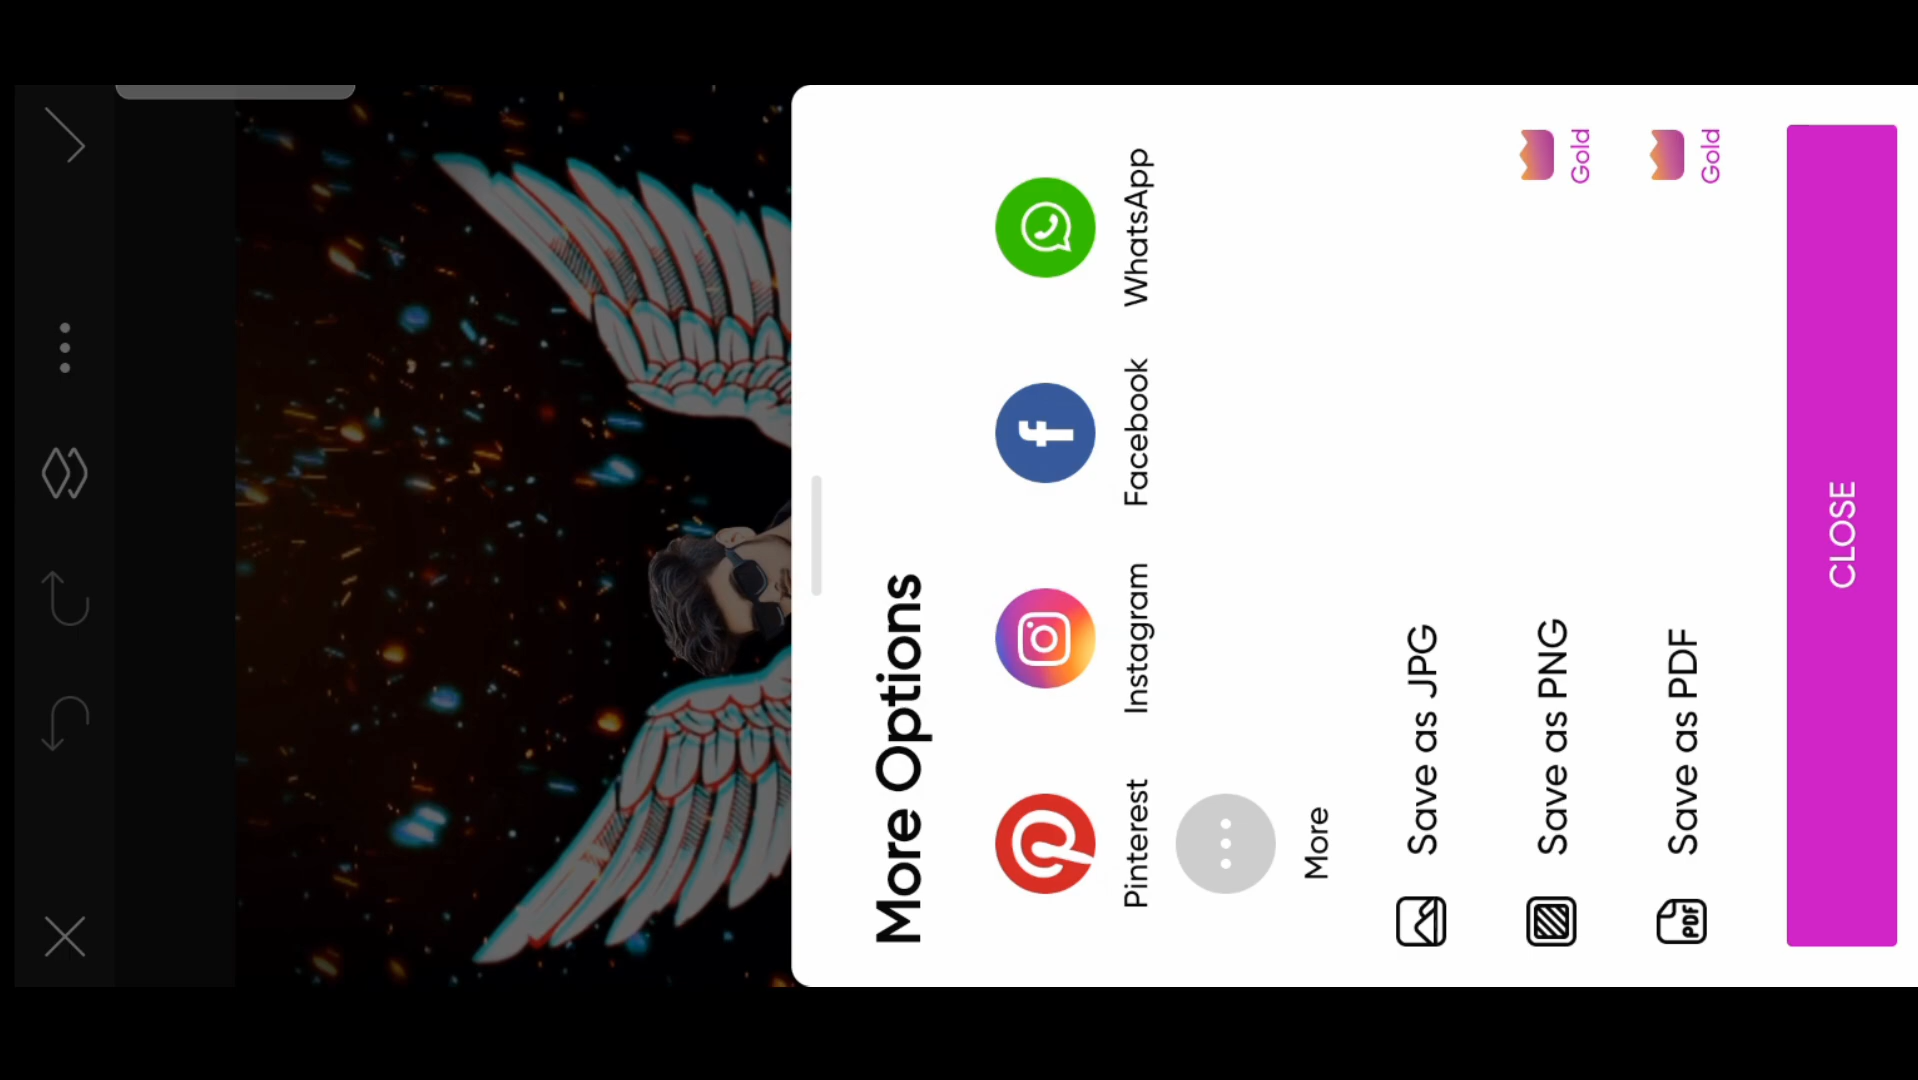 More Options
Pinterest
Instagram
Facebook
WhatsApp
More
Save as JPG
Save as PNG
Gold
PDF
Save as PDF
Gold
CLOSE